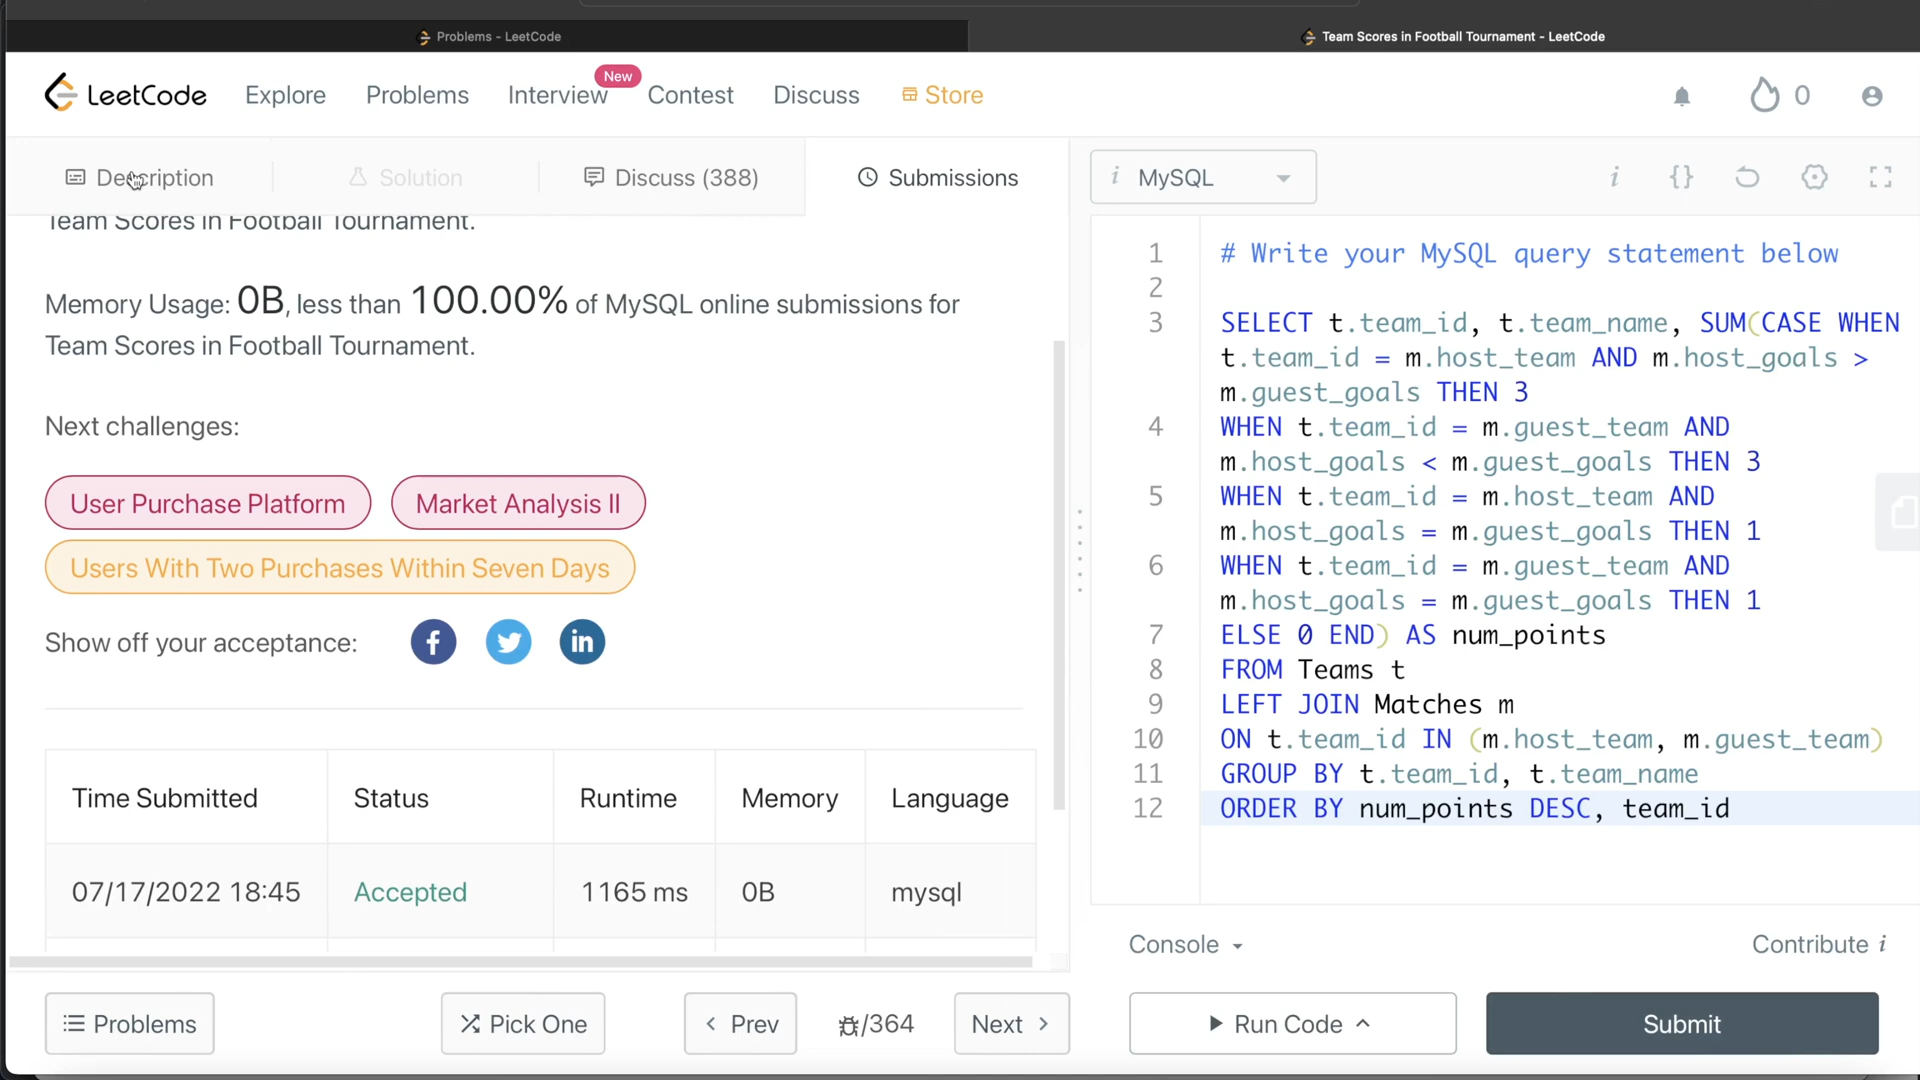 Problems - LeetCode
Team Scores in Football Tournament - LeetCode
LeetCode
Explore
Problems
Interview
New
Contest
Discuss
Store
0
Description
Solution
Discuss (388)
Submissions
Team Scores in Football Tournament.
Memory Usage: 0B, less than 100.00% of MySQL online submissions for
Team Scores in Football Tournament.
Next challenges:
User Purchase Platform
Market Analysis II
Users With Two Purchases Within Seven Days
Show off your acceptance:
Time Submitted Status Runtime Memory Language
07/17/2022 18:45 Accepted 1165 ms 0B mysql
Problems
Pick One
Prev
/364
Next
i MySQL
i {}
1 # Write your MySQL query statement below
2
3 SELECT t.team_id, t.team_name, SUM(CASE WHEN
t.team_id = m.host_team AND m.host_goals >
m.guest_goals THEN 3
4 WHEN t.team_id = m.guest_team AND
m.host_goals < m.guest_goals THEN 3
5 WHEN t.team_id = m.host_team AND
m.host_goals = m.guest_goals THEN 1
6 WHEN t.team_id = m.guest_team AND
m.host_goals = m.guest_goals THEN 1
7 ELSE 0 END) AS num_points
8 FROM Teams t
9 LEFT JOIN Matches m
10 ON t.team_id IN (m.host_team, m.guest_team)
11 GROUP BY t.team_id, t.team_name
12 ORDER BY num_points DESC, team_id
Console
Contribute i
Run Code
Submit